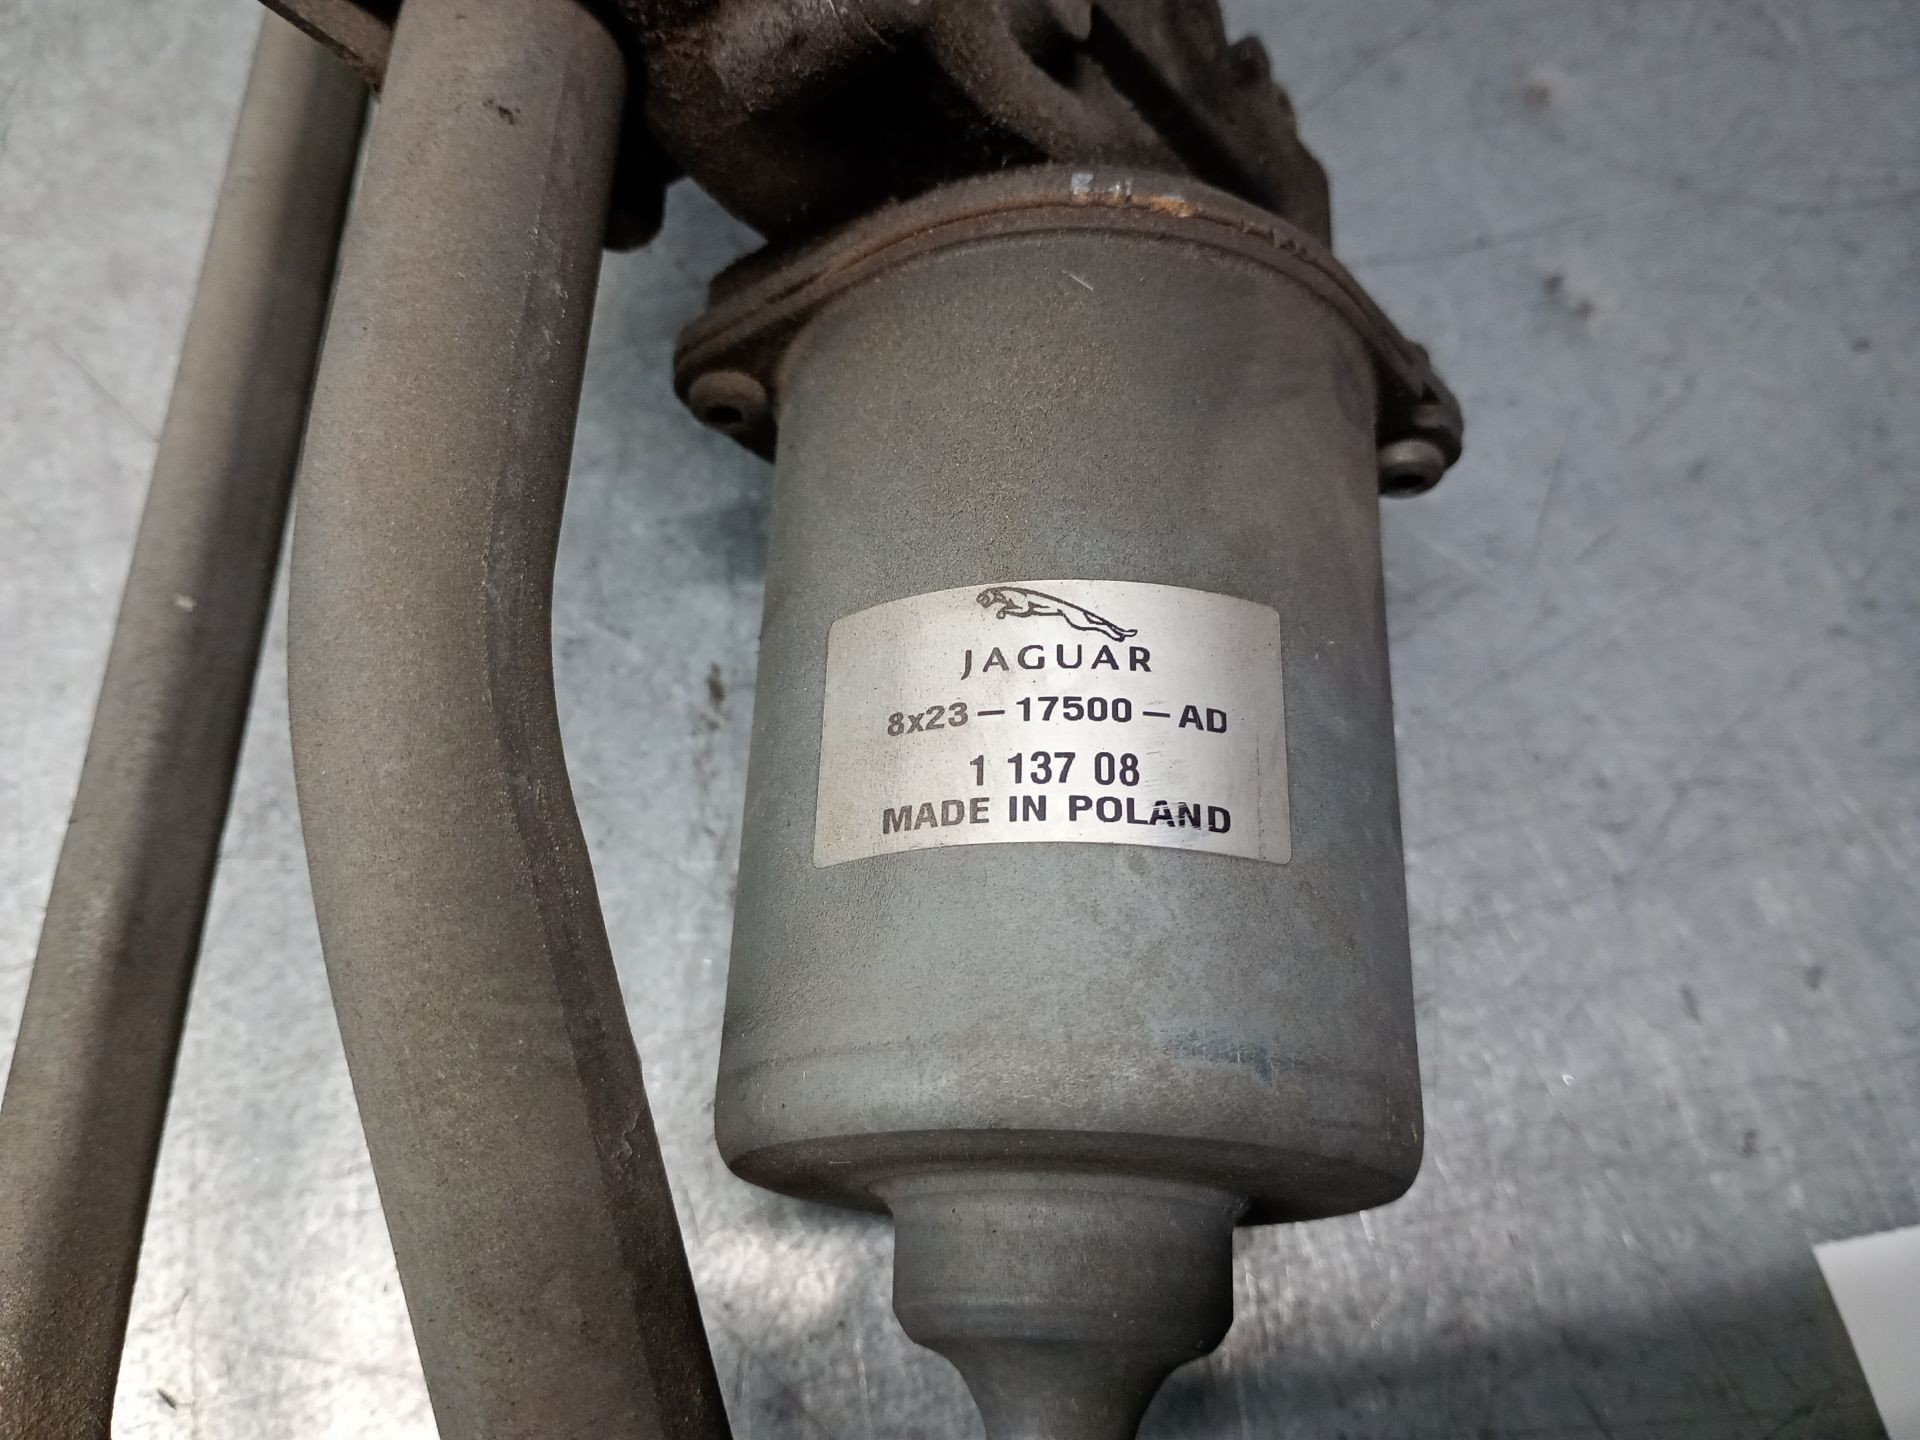 JAGUAR
8x23-17500-AD
1 137 08
MADE IN POLAND